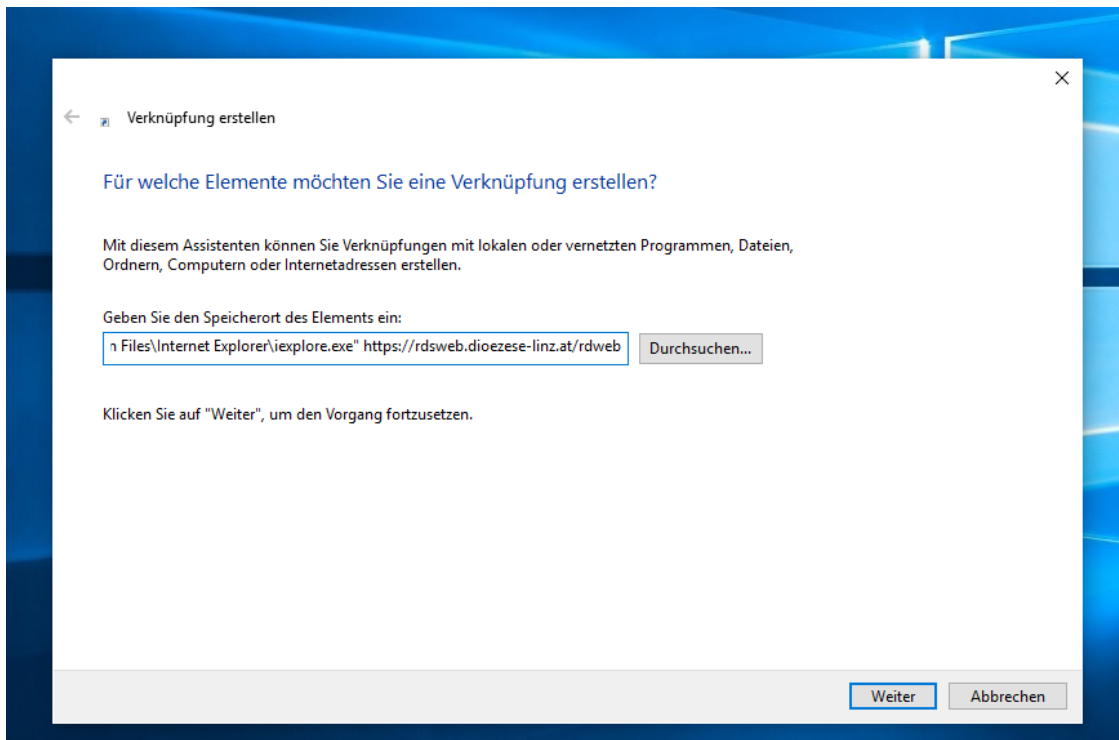 Verknüpfung erstellen
Für welche Elemente möchten Sie eine Verknüpfung erstellen?
Mit diesem Assistenten können Sie Verknüpfungen mit lokalen oder vernetzten Programmen, Dateien,
Ordnern, Computern oder Internetadressen erstellen.
Geben Sie den Speicherort des Elements ein:
Files\Internet Explorer\iexplore.exe" https://rdsweb.dioezese-linz.at/rdweb
Durchsuchen...
Klicken Sie auf "Weiter", um den Vorgang fortzusetzen.
Weiter
Abbrechen